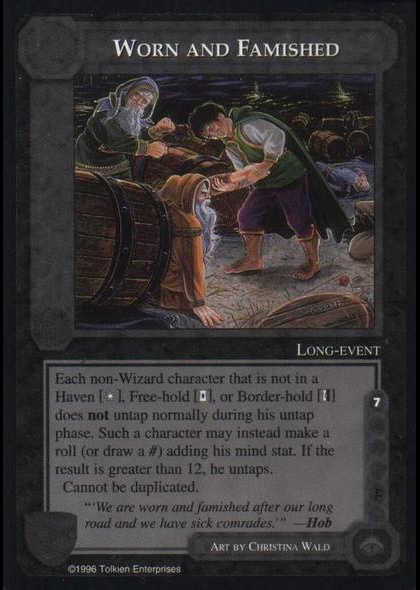 WORN AND FAMISHED
LONG-EVENT
Each non-Wizard character that is not in a
Haven [], Free-hold [], or Border-hold []
does not untap normally during his untap
phase. Such a character may instead make a
roll (or draw a #) adding his mind stat. If the
result is greater than 12, he untaps.
Cannot be duplicated.
7
"'We are worn and famished after our long
road and we have sick comrades.'" —Hob
ART BY CHRISTINA WALD
©1996 Tolkien Enterprises